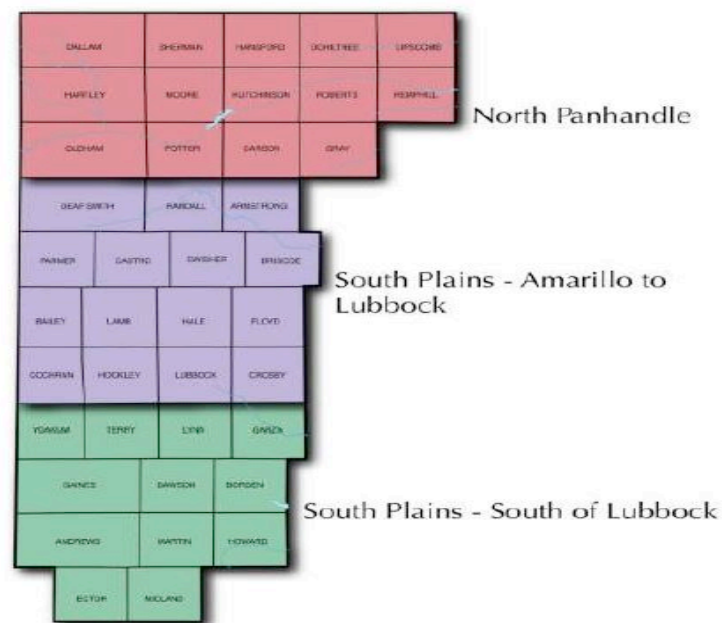 DALLAM SHERMAN HANSFORD OCHILTREE LIPSCOMB
HARTLEY MOORE HUTCHINSON ROBERTS HEMPHILL
North Panhandle
OLDHAM POTTER CARSON GRAY
DEAF SMITH RANDALL ARMSTRONG
PARMER CASTRO SWISHER BRISCOE
South Plains - Amarillo to
Lubbock
BAILEY LAMB HALE FLOYD
COCHRAN HOCKLEY LUBBOCK CROSBY
YOAKUM TERRY LYNN GARZA
GAINES DAWSON BORDEN
South Plains - South of Lubbock
ANDREWS MARTIN HOWARD
ECTOR MIDLAND